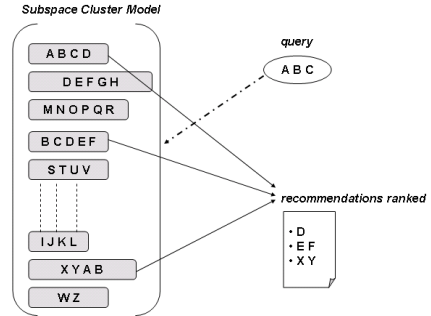 Subspace Cluster Model
A B C D
D E F G H
M N O P Q R
B C D E F
S T U V
I J K L
X Y A B
W Z
query
A B C
recommendations ranked
• D
• E F
• X Y